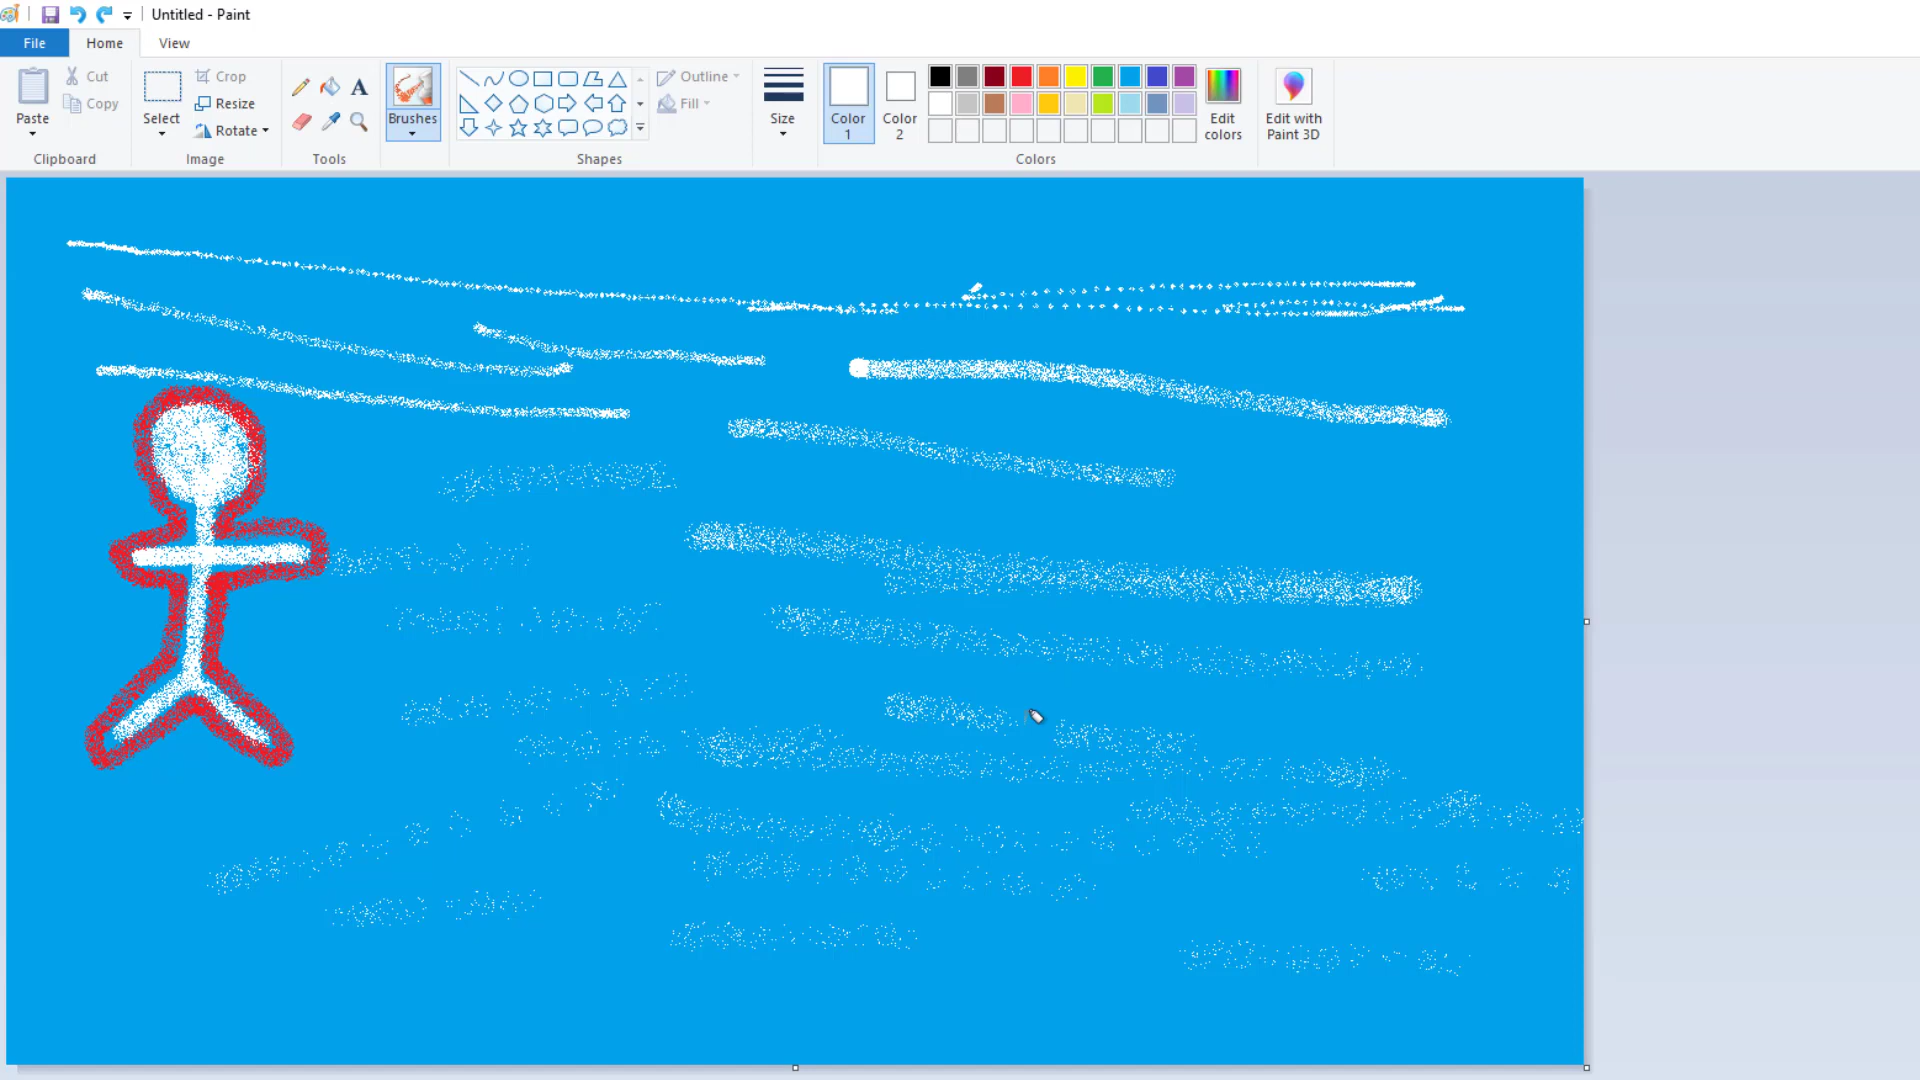 Untitled - Paint
File Home View
Paste
Cut
Copy
Clipboard
Select
Crop
Resize
Rotate
Image
A
Tools
Brushes
Outline
Fill
Shapes
Size
Color 1
Color 2
Edit colors
Colors
Edit with Paint 3D